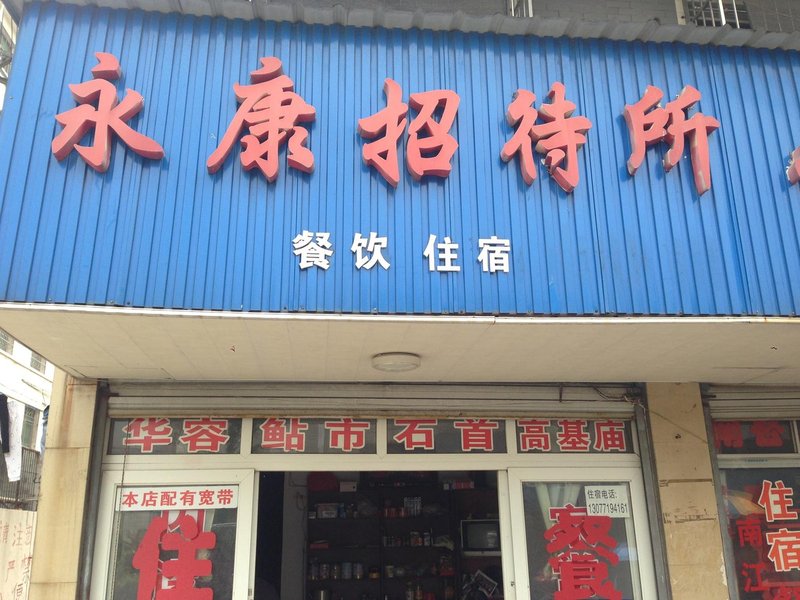 永康招待所
餐饮 住宿
华容 鲇市 石首 高基庙
本店配有宽带
住宿电话:
13077194161
住
餐
住宿
南江